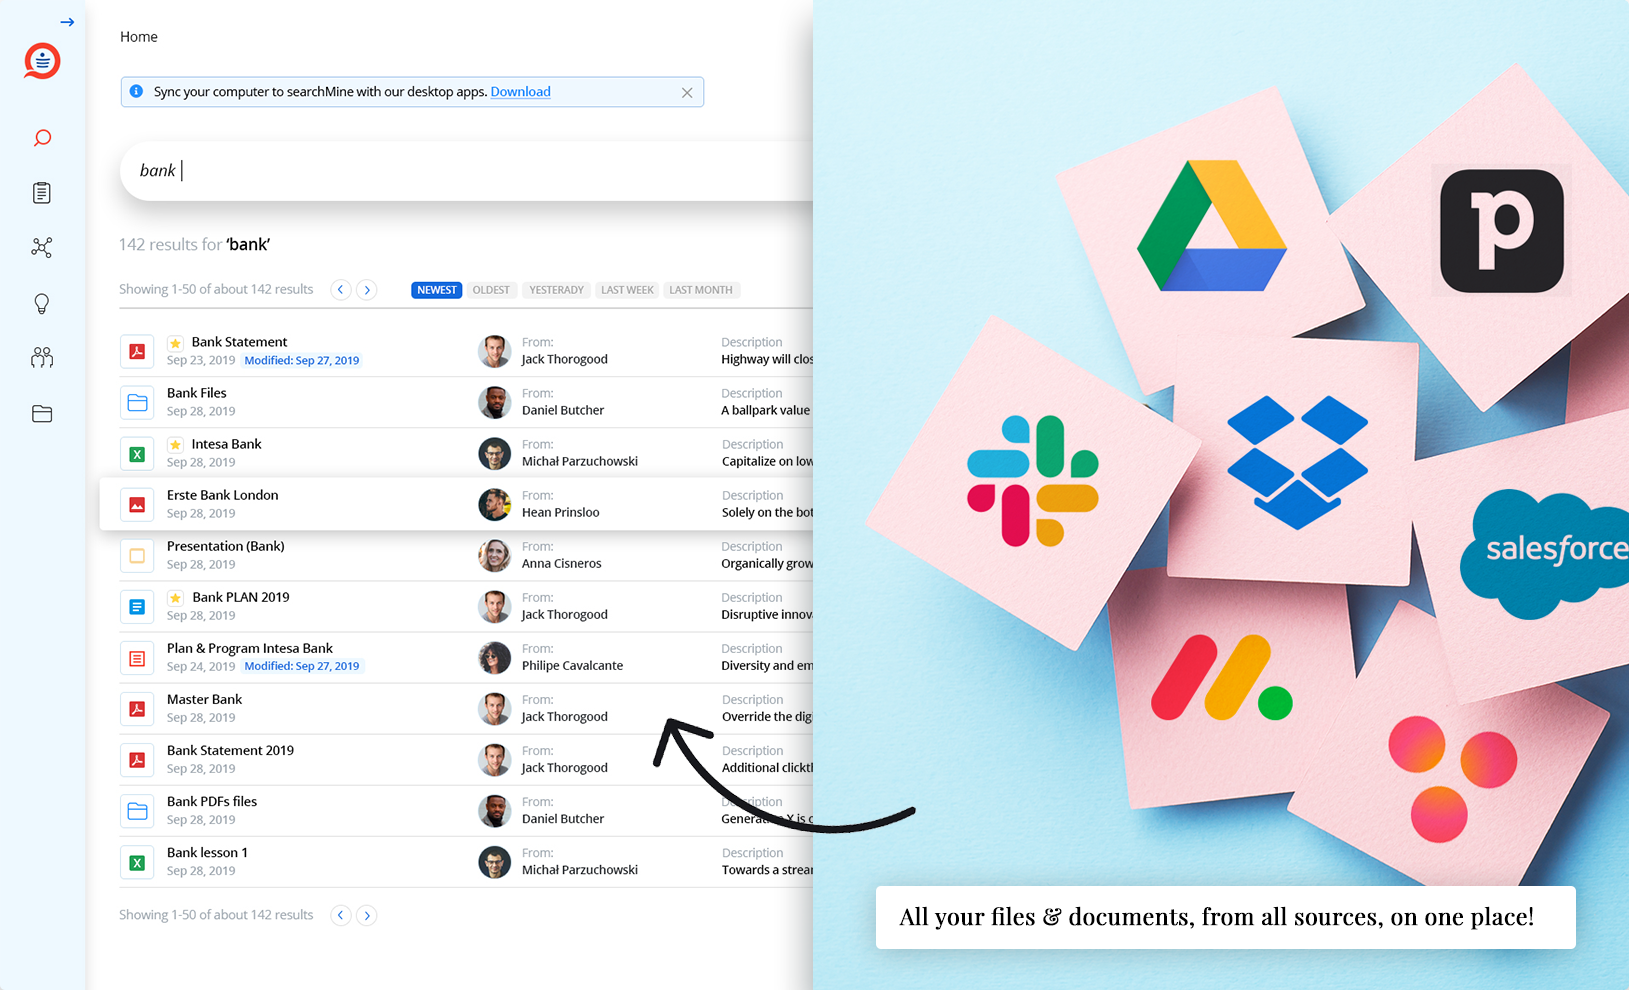 Home
Sync your computer to searchMine with our desktop apps. Download
bank
142 results for ‘bank’
Showing 1-50 of about 142 results
NEWEST OLDEST YESTERADY LAST WEEK LAST MONTH
Bank Statement From: Description
Sep 23, 2019 Modified: Sep 27, 2019 Jack Thorogood Highway will clos
Bank Files From: Description
Sep 28, 2019 Daniel Butcher A ballpark value
Intesa Bank From: Description
Sep 28, 2019 Michał Parzuchowski Capitalize on low
Erste Bank London From: Description
Sep 28, 2019 Hean Prinsloo Solely on the bot
Presentation (Bank) From: Description
Sep 28, 2019 Anna Cisneros Organically grow
Bank PLAN 2019 From: Description
Sep 28, 2019 Jack Thorogood Disruptive innov
Plan & Program Intesa Bank From: Description
Sep 24, 2019 Modified: Sep 27, 2019 Philipe Cavalcante Diversity and em
Master Bank From: Description
Sep 28, 2019 Jack Thorogood Override the dig
Bank Statement 2019 From: Description
Sep 28, 2019 Jack Thorogood Additional clickth
Bank PDFs files From: Description
Sep 28, 2019 Daniel Butcher Generation X is o
Bank lesson 1 From: Description
Sep 28, 2019 Michał Parzuchowski Towards a strear
Showing 1-50 of about 142 results
p
salesforce
All your files & documents, from all sources, on one place!